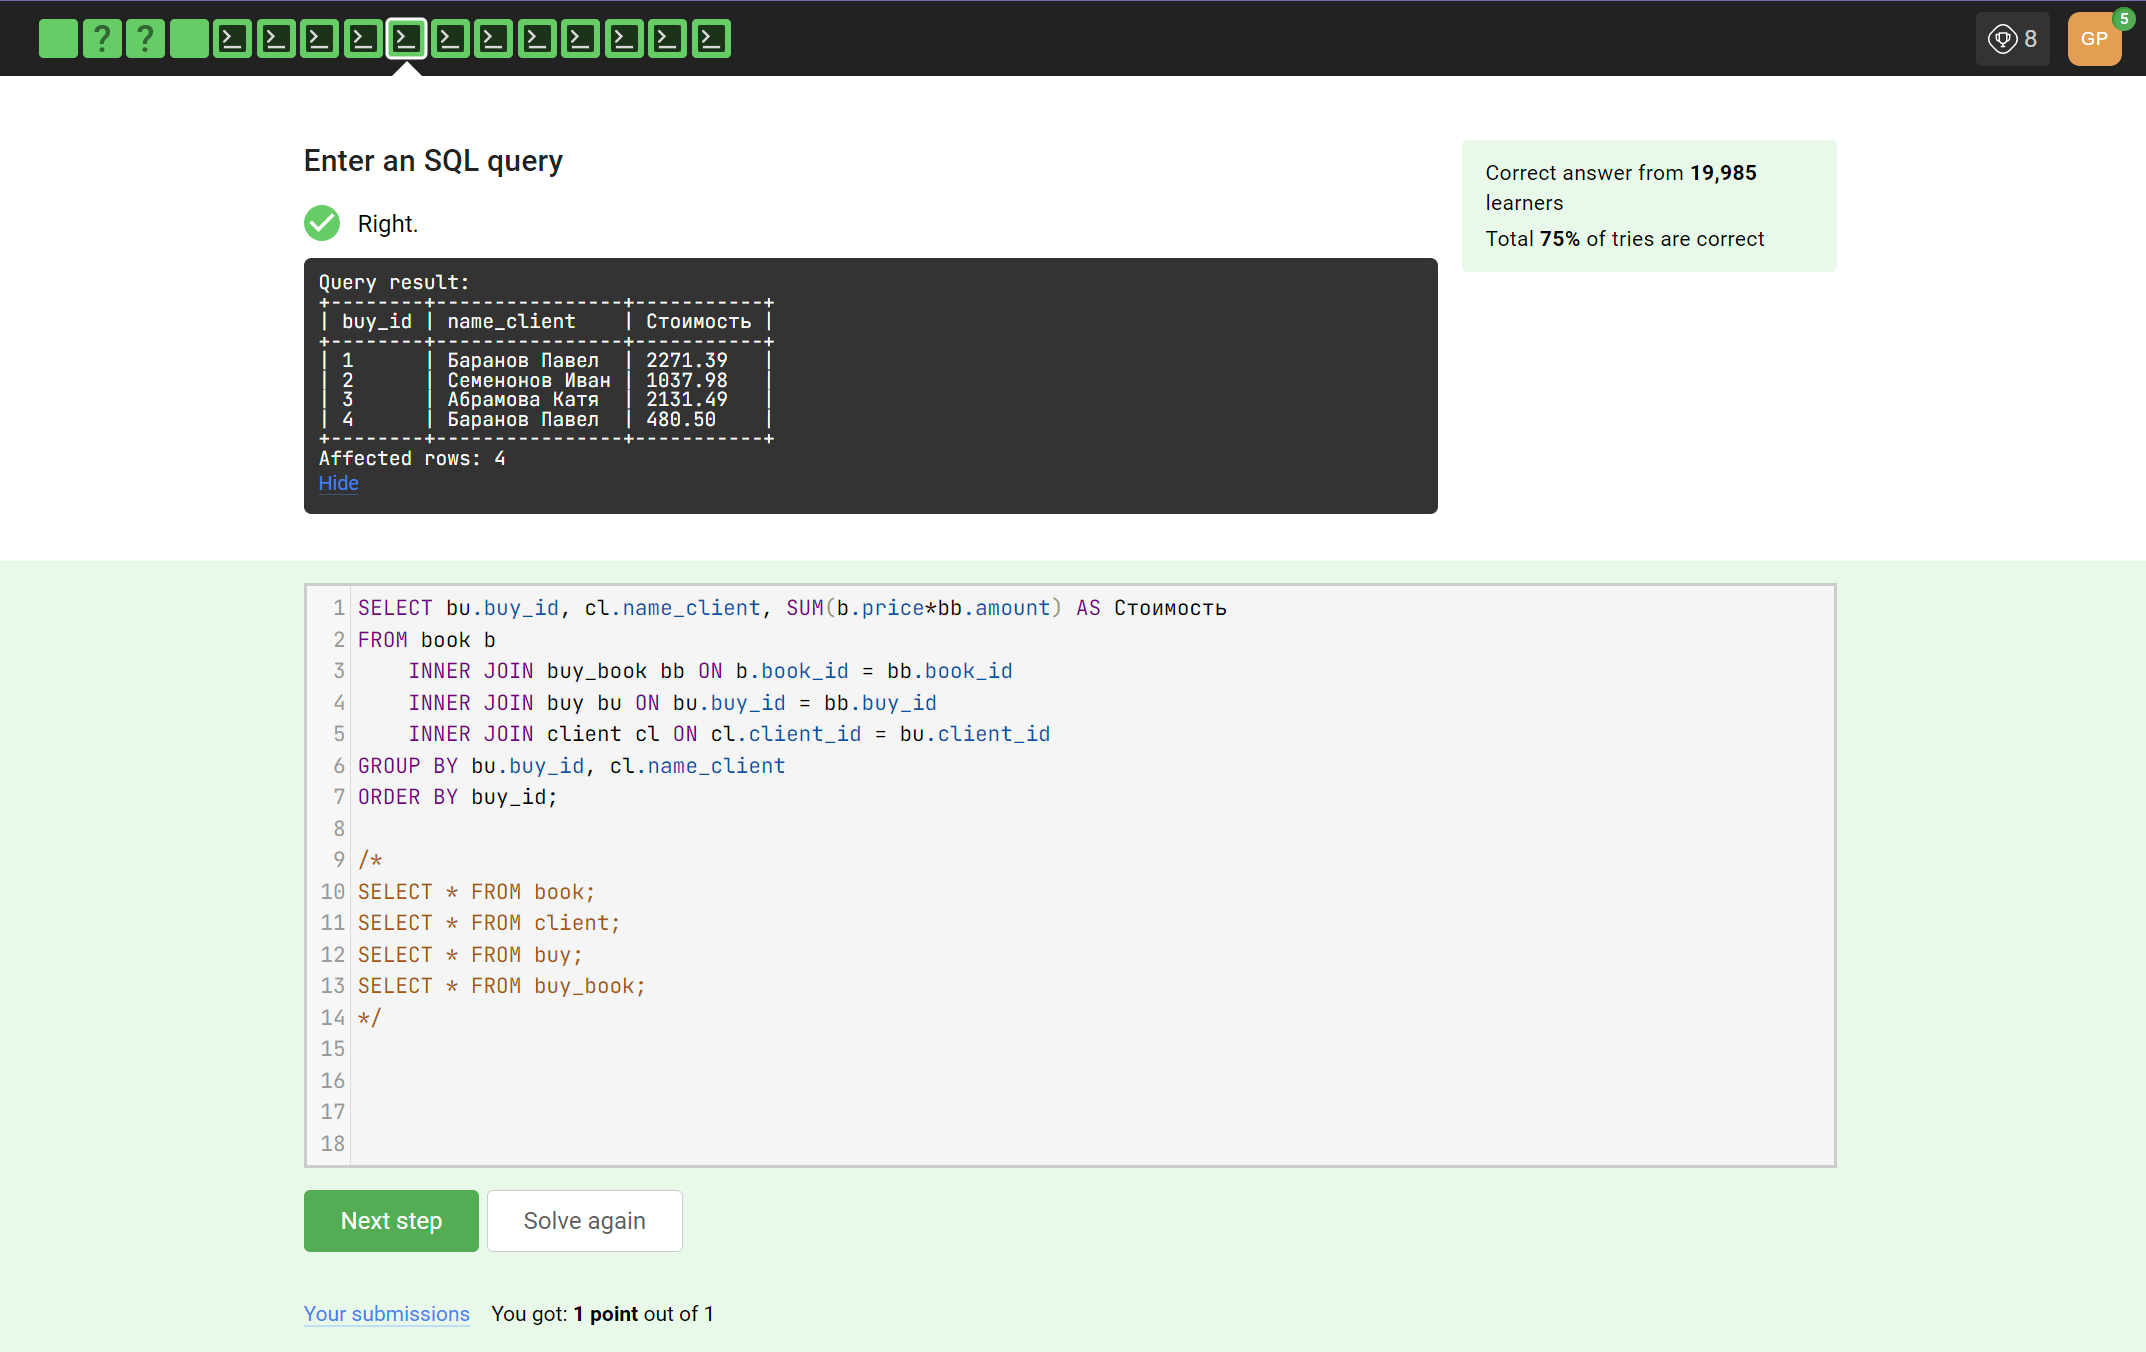 ? ?
8
GP
5
Enter an SQL query
Right.
Correct answer from 19,985
learners
Total 75% of tries are correct
Query result:
+--------+----------------+-----------+
| buy_id | name_client    | Стоимость |
+--------+----------------+-----------+
| 1      | Баранов Павел  | 2271.39   |
| 2      | Семенонов Иван | 1037.98   |
| 3      | Абрамова Катя  | 2131.49   |
| 4      | Баранов Павел  | 480.50    |
+--------+----------------+-----------+
Affected rows: 4
Hide
1 SELECT bu.buy_id, cl.name_client, SUM(b.price*bb.amount) AS Стоимость
2 FROM book b
3     INNER JOIN buy_book bb ON b.book_id = bb.book_id
4     INNER JOIN buy bu ON bu.buy_id = bb.buy_id
5     INNER JOIN client cl ON cl.client_id = bu.client_id
6 GROUP BY bu.buy_id, cl.name_client
7 ORDER BY buy_id;
8
9 /*
10 SELECT * FROM book;
11 SELECT * FROM client;
12 SELECT * FROM buy;
13 SELECT * FROM buy_book;
14 */
15
16
17
18
Next step
Solve again
Your submissions You got: 1 point out of 1